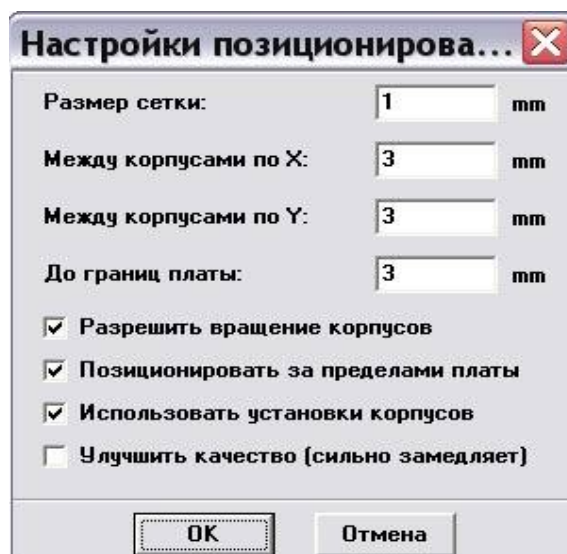 Настройки позиционирова...
Размер сетки: 1 mm
Между корпусами по X: 3 mm
Между корпусами по Y: 3 mm
До границ платы: 3 mm
Разрешить вращение корпусов
Позиционировать за пределами платы
Использовать установки корпусов
Улучшить качество (сильно замедляет)
OK Отмена